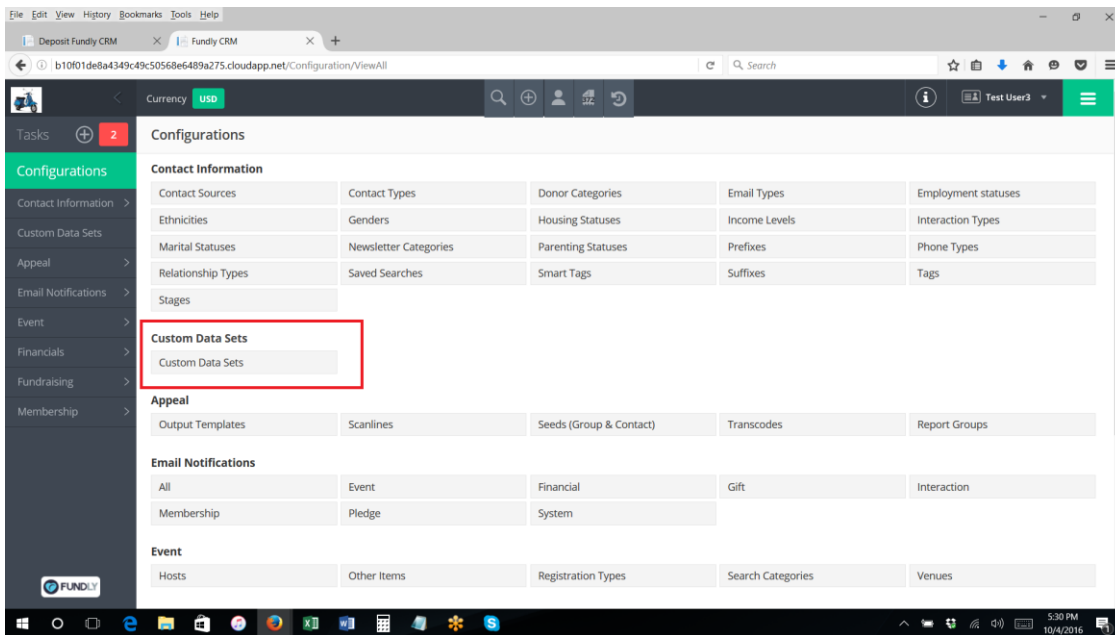 File Edit View History Bookmarks Tools Help
Deposit Fundly CRM Fundly CRM
b10f01de8a4349c49c50568e6489a275.cloudapp.net/Configuration/ViewAll Search
Currency USD Test User3
Tasks 2 Configurations
Configurations
Contact Information
Custom Data Sets
Appeal
Email Notifications
Event
Financials
Fundraising
Membership
FUNDLY
Contact Information
Contact Sources Contact Types Donor Categories Email Types Employment statuses
Ethnicities Genders Housing Statuses Income Levels Interaction Types
Marital Statuses Newsletter Categories Parenting Statuses Prefixes Phone Types
Relationship Types Saved Searches Smart Tags Suffixes Tags
Stages
Custom Data Sets
Custom Data Sets
Appeal
Output Templates Scanlines Seeds (Group & Contact) Transcodes Report Groups
Email Notifications
All Event Financial Gift Interaction
Membership Pledge System
Event
Hosts Other Items Registration Types Search Categories Venues
5:30 PM
10/4/2016